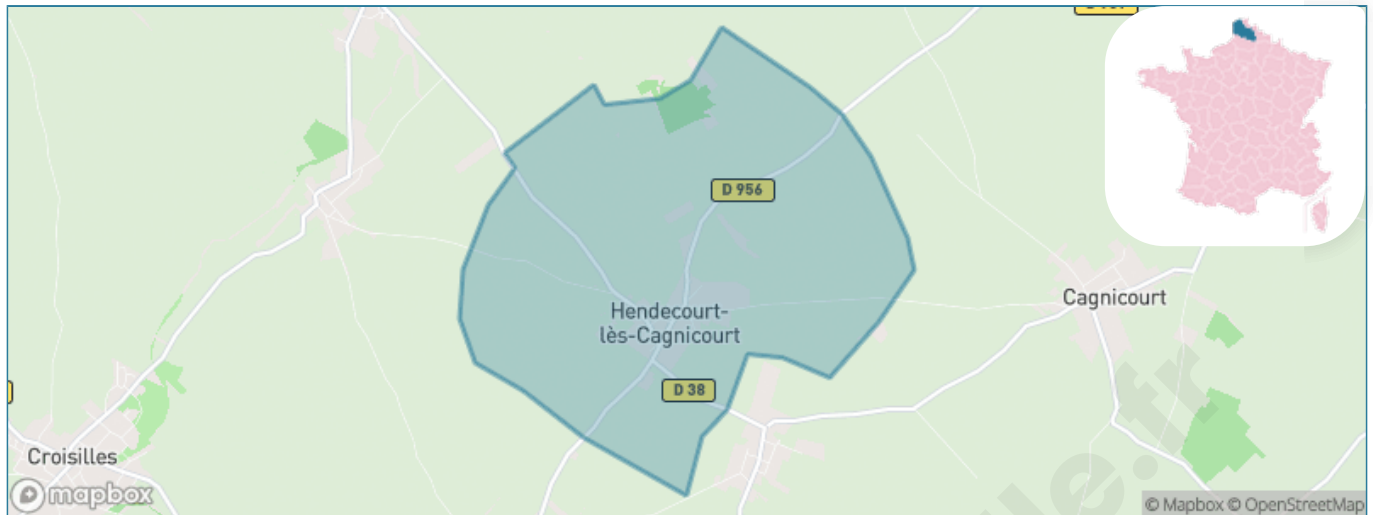 D 956
Hendecourt-
lès-Cagnicourt
Cagnicourt
D 38
Croisilles
mapbox
© Mapbox © OpenStreetMap